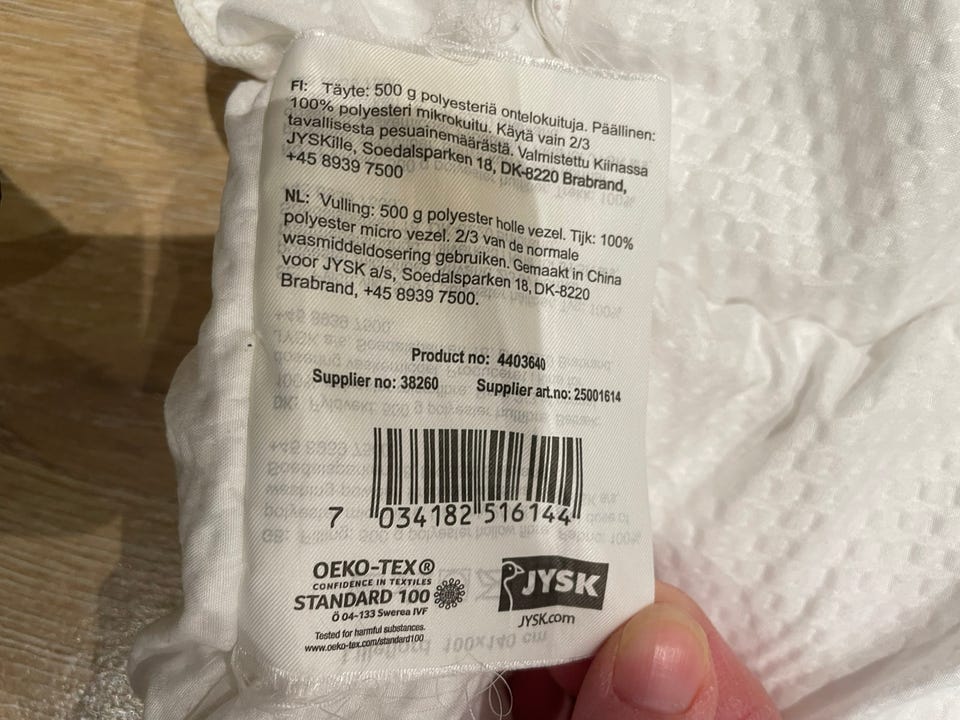 FI: Täyte: 500 g polyesteriä ontelokuituja. Päällinen:
100% polyesteri mikrokuitu. Käytä vain 2/3
tavallisesta pesuainemäärästä. Valmistettu Kiinassa
JYSKille, Soedalsparken 18, DK-8220 Brabrand,
+45 8939 7500
NL: Vulling: 500 g polyester holle vezel. Tijk: 100%
polyester micro vezel. 2/3 van de normale
wasmiddeldosering gebruiken. Gemaakt in China
voor JYSK a/s, Soedalsparken 18, DK-8220
Brabrand, +45 8939 7500.
Product no: 4403640
Supplier no: 38260 Supplier art.no: 25001614
7 034182 516144
OEKO-TEX®
CONFIDENCE IN TEXTILES
STANDARD 100
Ö 04-133 Swerea IVF
Tested for harmful substances.
www.oeko-tex.com/standard100
JYSK
JYSK.com
100x140 cm